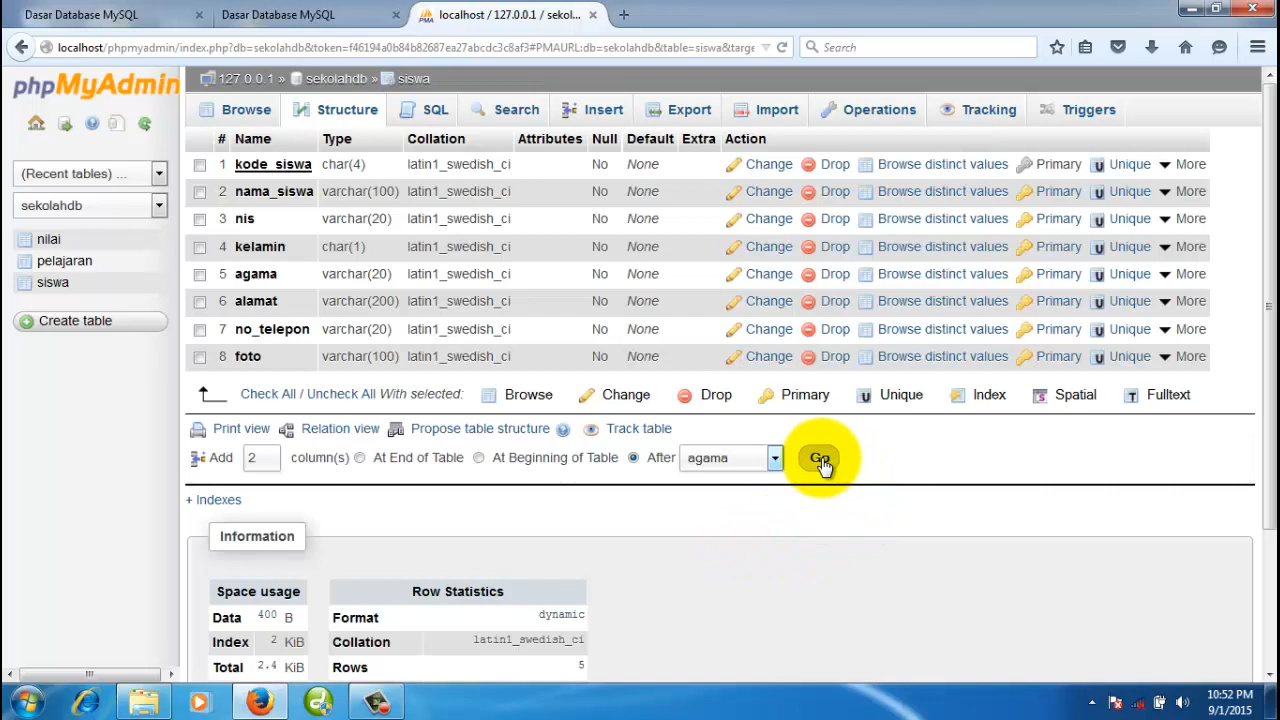 Dasar Database MySQL
Dasar Database MySQL
localhost / 127.0.0.1 / sekol...
localhost/phpmyadmin/index.php?db=sekolahdb&token=f46194a0b84b82687ea27abcdc3c8af3#PMAURL:db=sekolahdb&table=siswa&targe
Search
phpMyAdmin
(Recent tables) ...
sekolahdb
nilai
pelajaran
siswa
Create table
127.0.0.1 » sekolahdb » siswa
Browse Structure SQL Search Insert Export Import Operations Tracking Triggers
# Name Type Collation Attributes Null Default Extra Action
1 kode_siswa char(4) latin1_swedish_ci No None Change Drop Browse distinct values Primary Unique More
2 nama_siswa varchar(100) latin1_swedish_ci No None Change Drop Browse distinct values Primary Unique More
3 nis varchar(20) latin1_swedish_ci No None Change Drop Browse distinct values Primary Unique More
4 kelamin char(1) latin1_swedish_ci No None Change Drop Browse distinct values Primary Unique More
5 agama varchar(20) latin1_swedish_ci No None Change Drop Browse distinct values Primary Unique More
6 alamat varchar(200) latin1_swedish_ci No None Change Drop Browse distinct values Primary Unique More
7 no_telepon varchar(20) latin1_swedish_ci No None Change Drop Browse distinct values Primary Unique More
8 foto varchar(100) latin1_swedish_ci No None Change Drop Browse distinct values Primary Unique More
Check All / Uncheck All With selected: Browse Change Drop Primary Unique Index Spatial Fulltext
Print view Relation view Propose table structure Track table
Add 2 column(s) At End of Table At Beginning of Table After agama Go
+ Indexes
Information
Space usage
Data 400 B
Index 2 KiB
Total 2.4 KiB
Row Statistics
Format dynamic
Collation latin1_swedish_ci
Rows 5
10:52 PM
9/1/2015